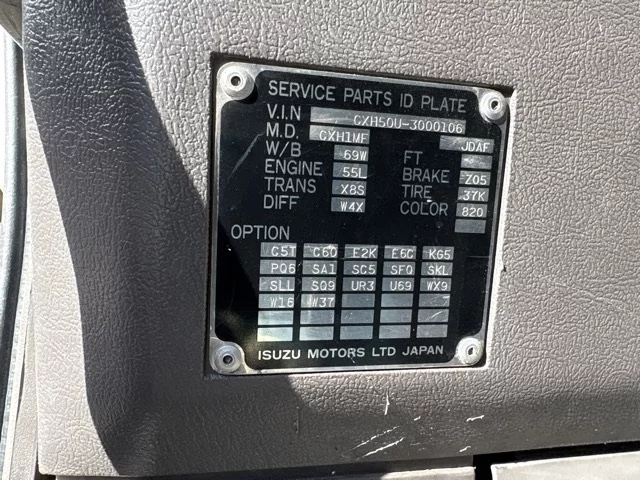 SERVICE PARTS ID PLATE
V.I.N CXH50U-3000106
M.D. CXH1MF JDAF
W/B 69W FT
ENGINE 55L BRAKE Z05
TRANS X8S TIRE 37K
DIFF W4X COLOR 820
OPTION
C5T C60 E2K E6C KG5
PQ6 SA1 SC5 SFQ SKL
SLL SQ9 UR3 U69 WX9
W16 W37
ISUZU MOTORS LTD JAPAN